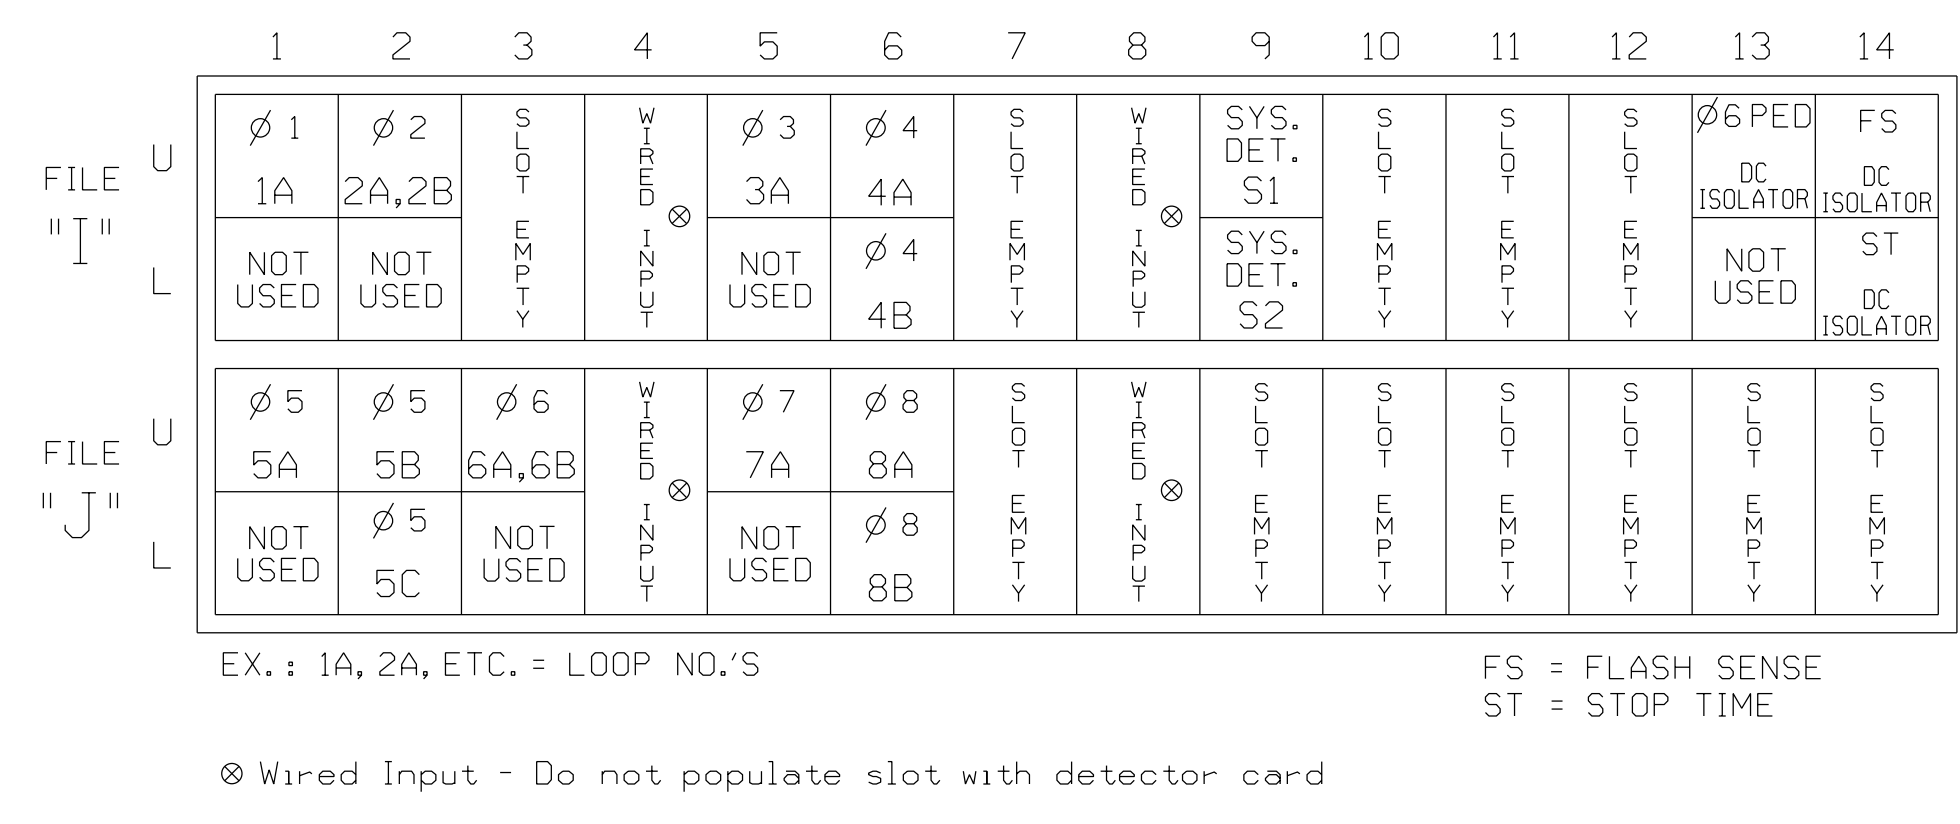 1 2 3 4 5 6 7 8 9 10 11 12 13 14
FILE "I"
U
L
Ø 1
1A
NOT
USED
Ø 2
2A,2B
NOT
USED
SLOT EMPTY
WIRED INPUT ⊗
Ø 3
3A
NOT
USED
Ø 4
4A
Ø 4
4B
SLOT EMPTY
WIRED INPUT ⊗
SYS.
DET.
S1
SYS.
DET.
S2
SLOT EMPTY
SLOT EMPTY
SLOT EMPTY
Ø6 PED
DC
ISOLATOR
NOT
USED
FS
DC
ISOLATOR
ST
DC
ISOLATOR
FILE "J"
U
L
Ø 5
5A
NOT
USED
Ø 5
5B
Ø 5
5C
Ø 6
6A,6B
NOT
USED
WIRED INPUT ⊗
Ø 7
7A
NOT
USED
Ø 8
8A
Ø 8
8B
SLOT EMPTY
WIRED INPUT ⊗
SLOT EMPTY
SLOT EMPTY
SLOT EMPTY
SLOT EMPTY
SLOT EMPTY
SLOT EMPTY
EX.: 1A, 2A, ETC. = LOOP NO.'S
FS = FLASH SENSE
ST = STOP TIME
⊗ Wired Input - Do not populate slot with detector card